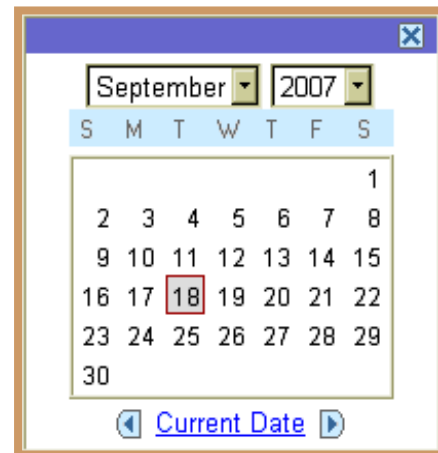 September 2007
S M T W T F S
1
2 3 4 5 6 7 8
9 10 11 12 13 14 15
16 17 18 19 20 21 22
23 24 25 26 27 28 29
30
Current Date